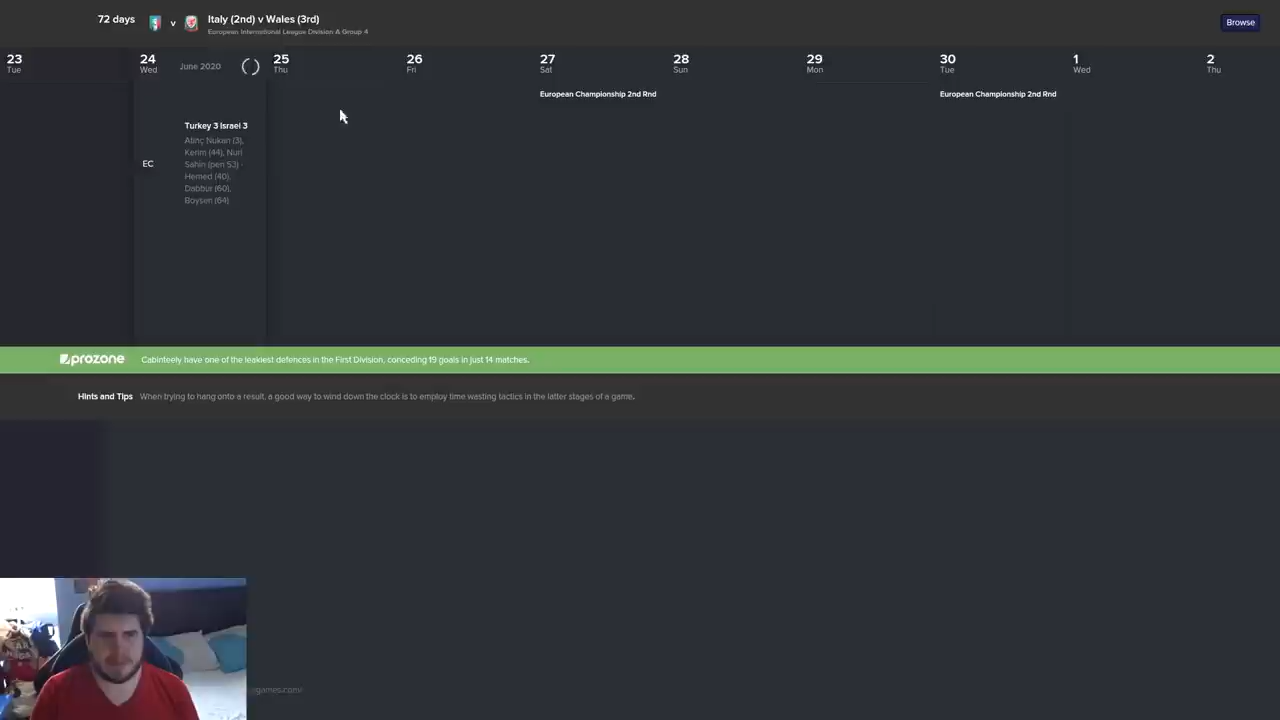 72 days
v
Italy (2nd) v Wales (3rd)
European International League Division A Group 4
Browse
23
Tue
24
Wed
June 2020
25
Thu
26
Fri
27
Sat
28
Sun
29
Mon
30
Tue
1
Wed
2
Thu
European Championship 2nd Rnd
European Championship 2nd Rnd
EC
Turkey 3 Israel 3
Atinç Nukan (3),
Kerim (44), Nuri
Sahin (pen 53) -
Hemed (40),
Dabbur (60),
Boysen (64)
prozone
Cabinteely have one of the leakiest defences in the First Division, conceding 19 goals in just 14 matches.
Hints and Tips
When trying to hang onto a result, a good way to wind down the clock is to employ time wasting tactics in the latter stages of a game.
games.com/